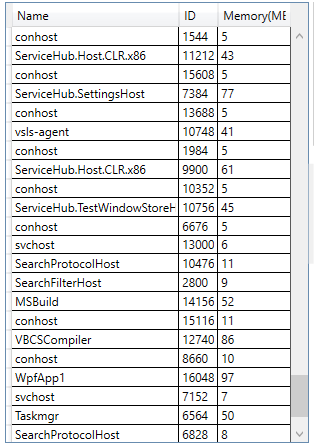 Name ID Memory(ME
conhost 1544 5
ServiceHub.Host.CLR.x86 11212 43
conhost 15608 5
ServiceHub.SettingsHost 7384 77
conhost 13688 5
vsls-agent 10748 41
conhost 1984 5
ServiceHub.Host.CLR.x86 9900 61
conhost 10352 5
ServiceHub.TestWindowStoreH 10756 45
conhost 6676 5
svchost 13000 6
SearchProtocolHost 10476 11
SearchFilterHost 2800 9
MSBuild 14156 52
conhost 15116 11
VBCSCompiler 12740 86
conhost 8660 10
WpfApp1 16048 97
svchost 7152 7
Taskmgr 6564 50
SearchProtocolHost 6828 8